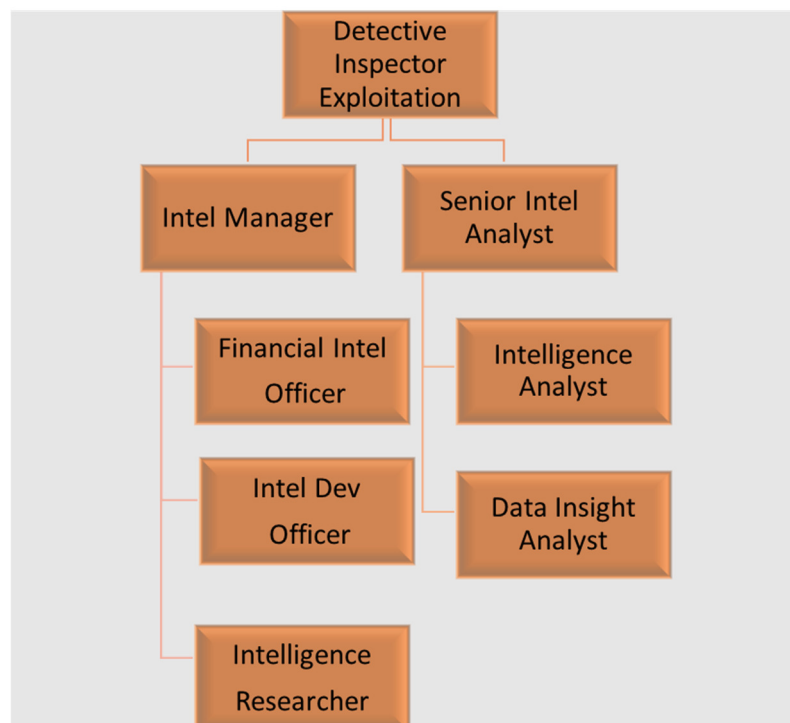 Detective
Inspector
Exploitation
Intel Manager
Senior Intel
Analyst
Financial Intel
Officer
Intelligence
Analyst
Intel Dev
Officer
Data Insight
Analyst
Intelligence
Researcher